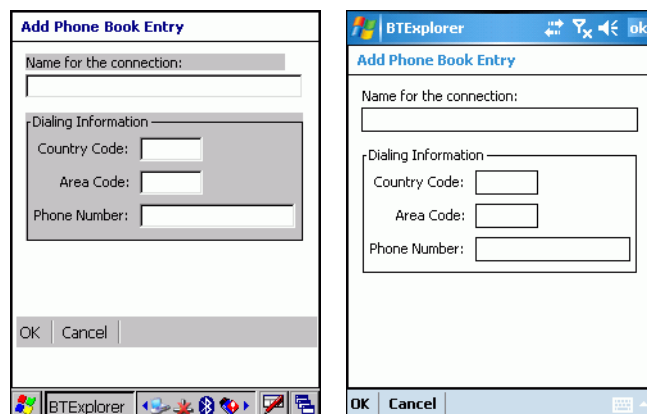 Add Phone Book Entry
Name for the connection:
Dialing Information
Country Code:
Area Code:
Phone Number:
OK Cancel
BTExplorer
BTExplorer ok
Add Phone Book Entry
Name for the connection:
Dialing Information
Country Code:
Area Code:
Phone Number:
OK Cancel